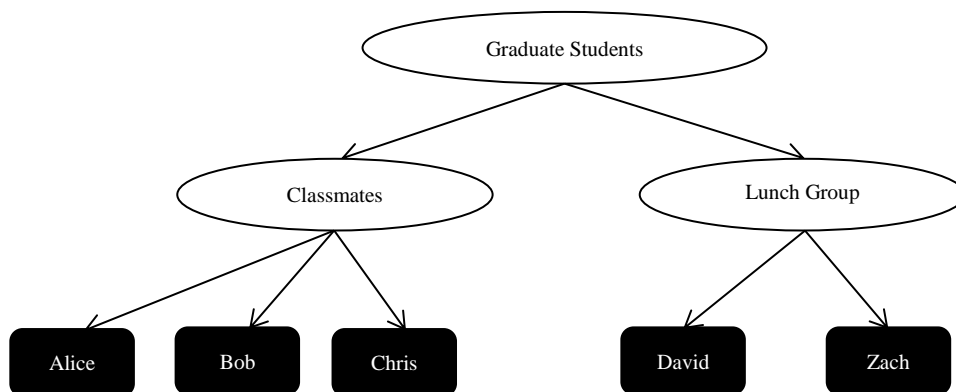 Graduate Students
Classmates
Lunch Group
Alice
Bob
Chris
David
Zach